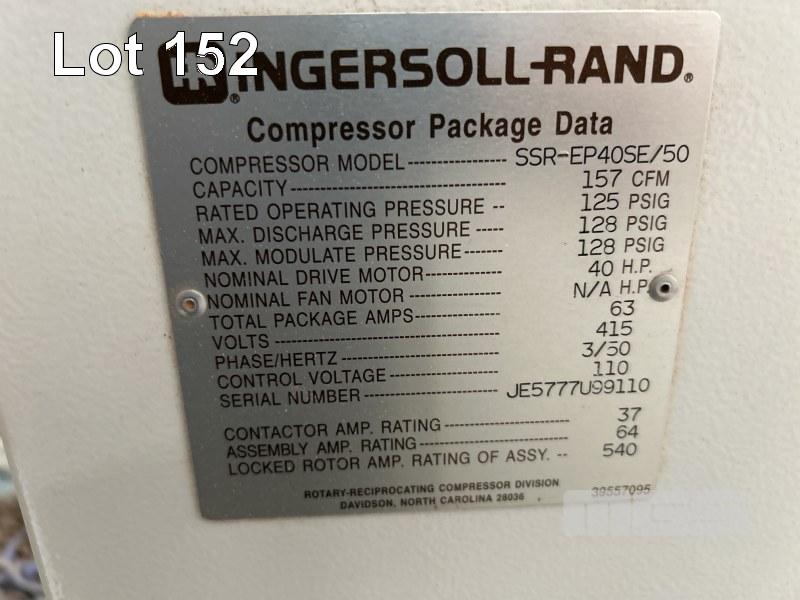 Lot 152
IR INGERSOLL-RAND®
Compressor Package Data
COMPRESSOR MODEL SSR-EP40SE/50
CAPACITY 157 CFM
RATED OPERATING PRESSURE -- 125 PSIG
MAX. DISCHARGE PRESSURE ----- 128 PSIG
MAX. MODULATE PRESSURE 128 PSIG
NOMINAL DRIVE MOTOR 40 H.P.
NOMINAL FAN MOTOR N/A H.P.
TOTAL PACKAGE AMPS 63
VOLTS 415
PHASE/HERTZ 3/50
CONTROL VOLTAGE 110
SERIAL NUMBER JE5777U99110
CONTACTOR AMP. RATING 37
ASSEMBLY AMP. RATING 64
LOCKED ROTOR AMP. RATING OF ASSY. -- 540
ROTARY-RECIPROCATING COMPRESSOR DIVISION
DAVIDSON, NORTH CAROLINA 28036 39557095